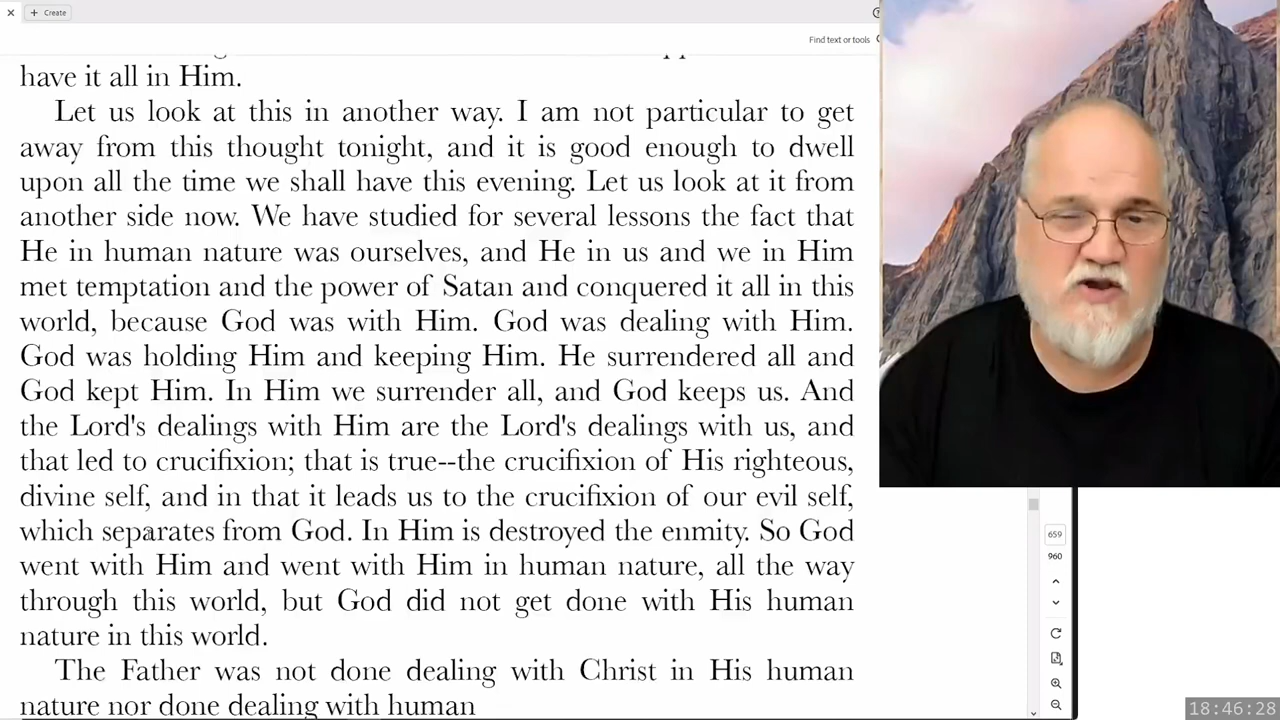 Create
Find text or tools
have it all in Him.
Let us look at this in another way. I am not particular to get
away from this thought tonight, and it is good enough to dwell
upon all the time we shall have this evening. Let us look at it from
another side now. We have studied for several lessons the fact that
He in human nature was ourselves, and He in us and we in Him
met temptation and the power of Satan and conquered it all in this
world, because God was with Him. God was dealing with Him.
God was holding Him and keeping Him. He surrendered all and
God kept Him. In Him we surrender all, and God keeps us. And
the Lord's dealings with Him are the Lord's dealings with us, and
that led to crucifixion; that is true--the crucifixion of His righteous,
divine self, and in that it leads us to the crucifixion of our evil self,
which separates from God. In Him is destroyed the enmity. So God
went with Him and went with Him in human nature, all the way
through this world, but God did not get done with His human
nature in this world.
The Father was not done dealing with Christ in His human
nature nor done dealing with human
659
960
18:46:28